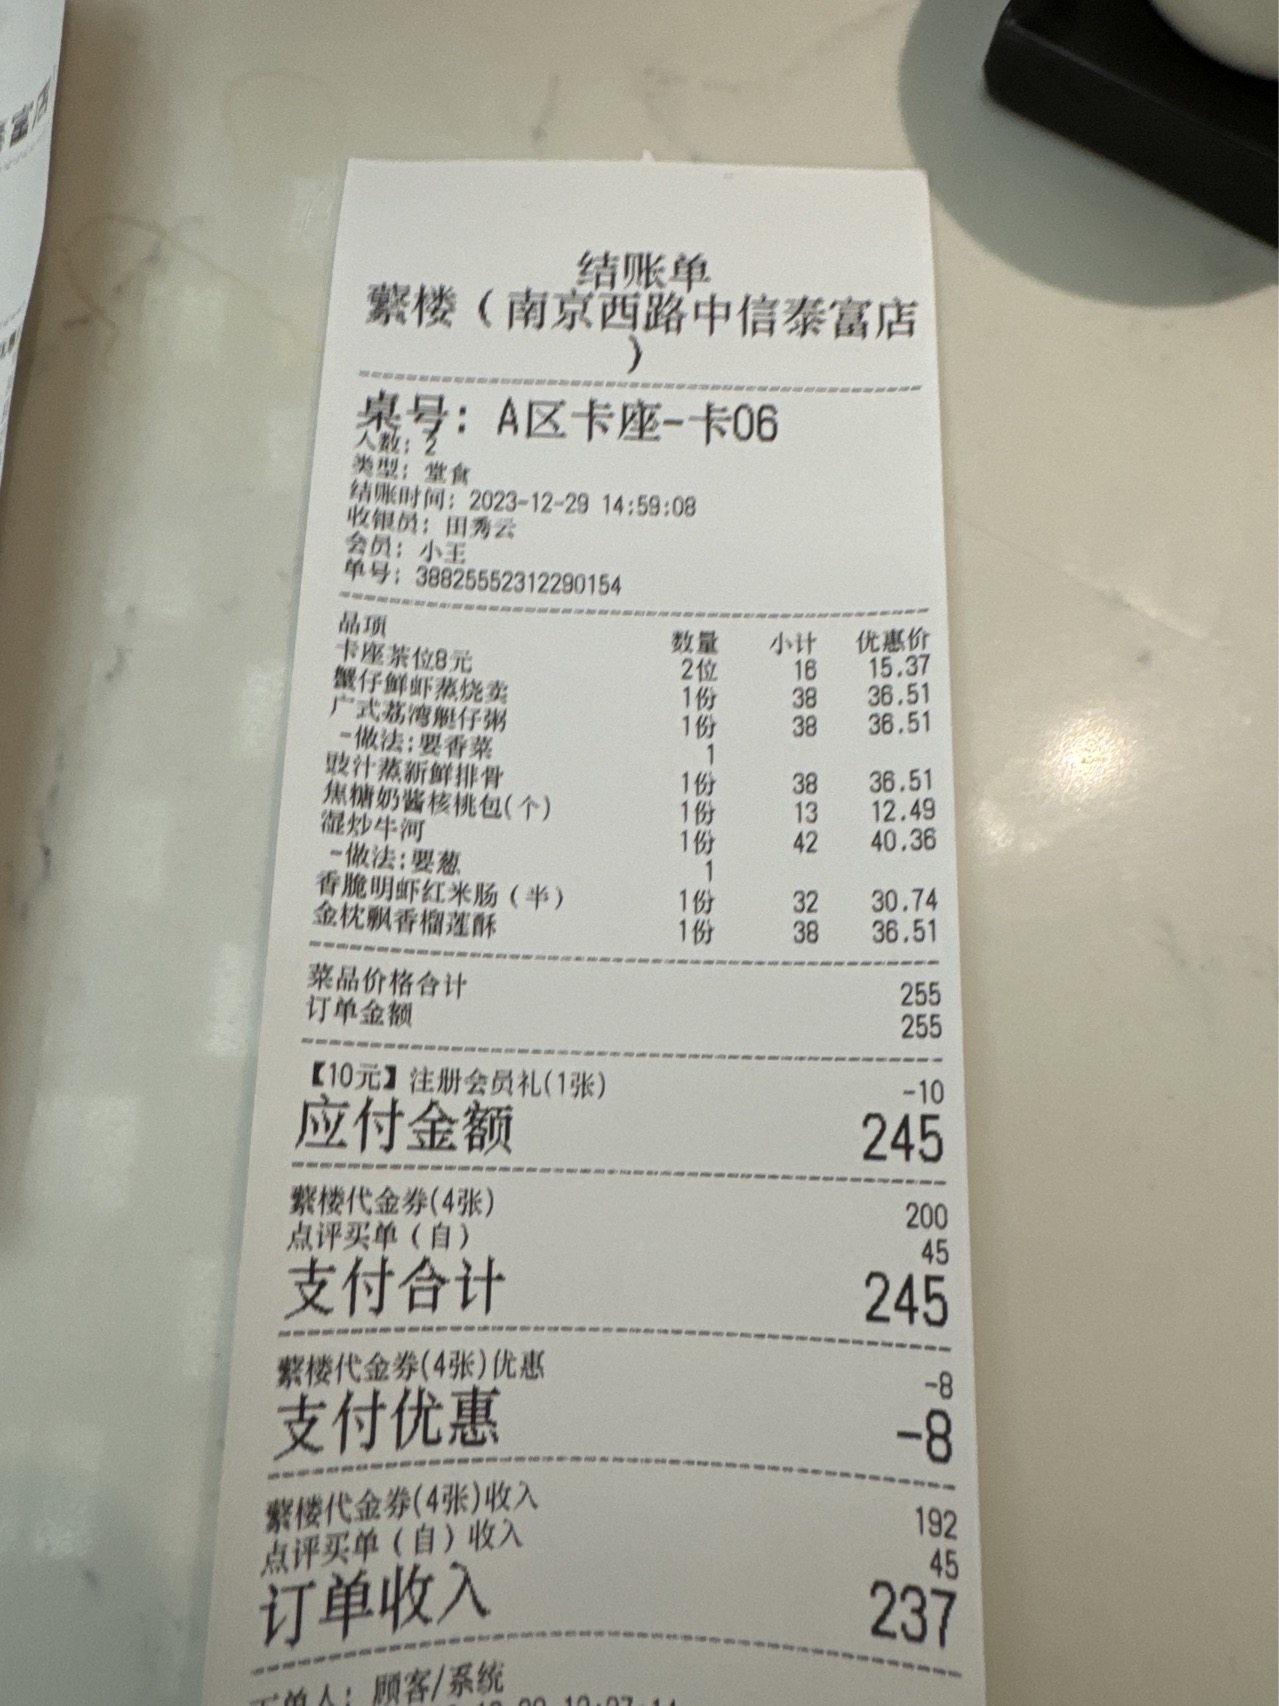 结账单
蘩楼（南京西路中信泰富店
）
桌号：A区卡座-卡06
人数：2
类型：堂食
结账时间：2023-12-29 14:59:08
收银员：田秀云
会员：小王
单号：38825552312290154
品项 数量 小计 优惠价
卡座茶位8元 2位 16 15.37
蟹仔鲜虾蒸烧卖 1份 38 36.51
广式荔湾艇仔粥 1份 38 36.51
-做法:要香菜 1
豉汁蒸新鲜排骨 1份 38 36.51
焦糖奶酱核桃包(个) 1份 13 12.49
湿炒牛河 1份 42 40.36
-做法:要葱 1
香脆明虾红米肠（半） 1份 32 30.74
金枕飘香榴莲酥 1份 38 36.51
菜品价格合计 255
订单金额 255
【10元】注册会员礼(1张) -10
应付金额 245
蘩楼代金券(4张) 200
点评买单（自） 45
支付合计 245
蘩楼代金券(4张)优惠 -8
支付优惠 -8
蘩楼代金券(4张)收入 192
点评买单（自）收入 45
订单收入 237
下单人：顾客/系统
富店